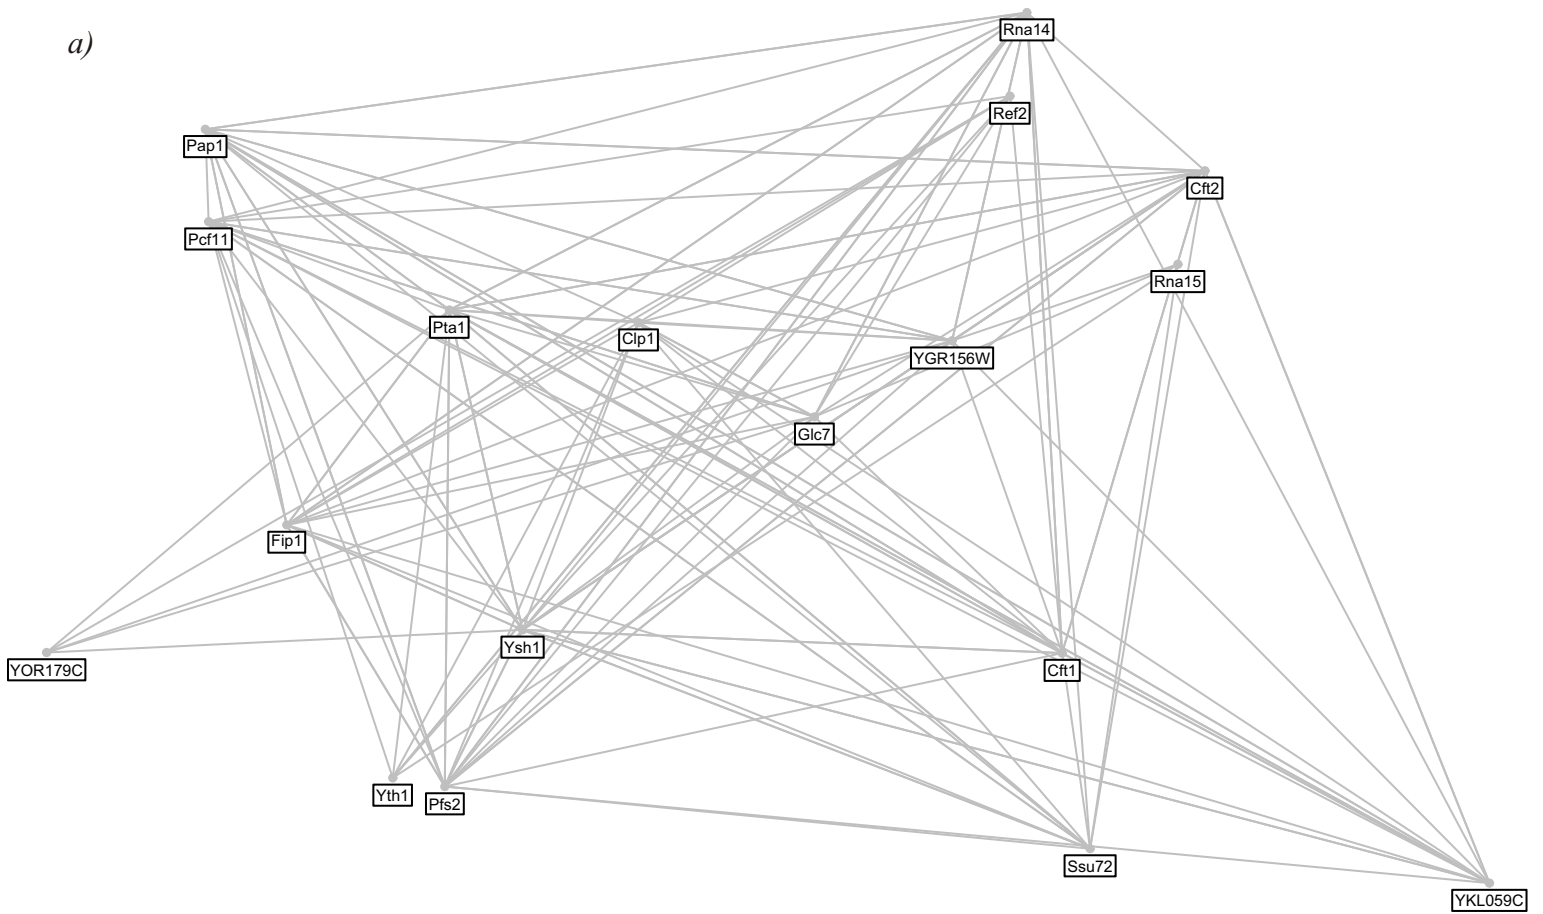 a)
Rna14
Ref2
Pap1
Cft2
Pcf11
Rna15
Pta1
Clp1
YGR156W
Glc7
Fip1
Ysh1
YOR179C
Cft1
Yth1
Pfs2
Ssu72
YKL059C